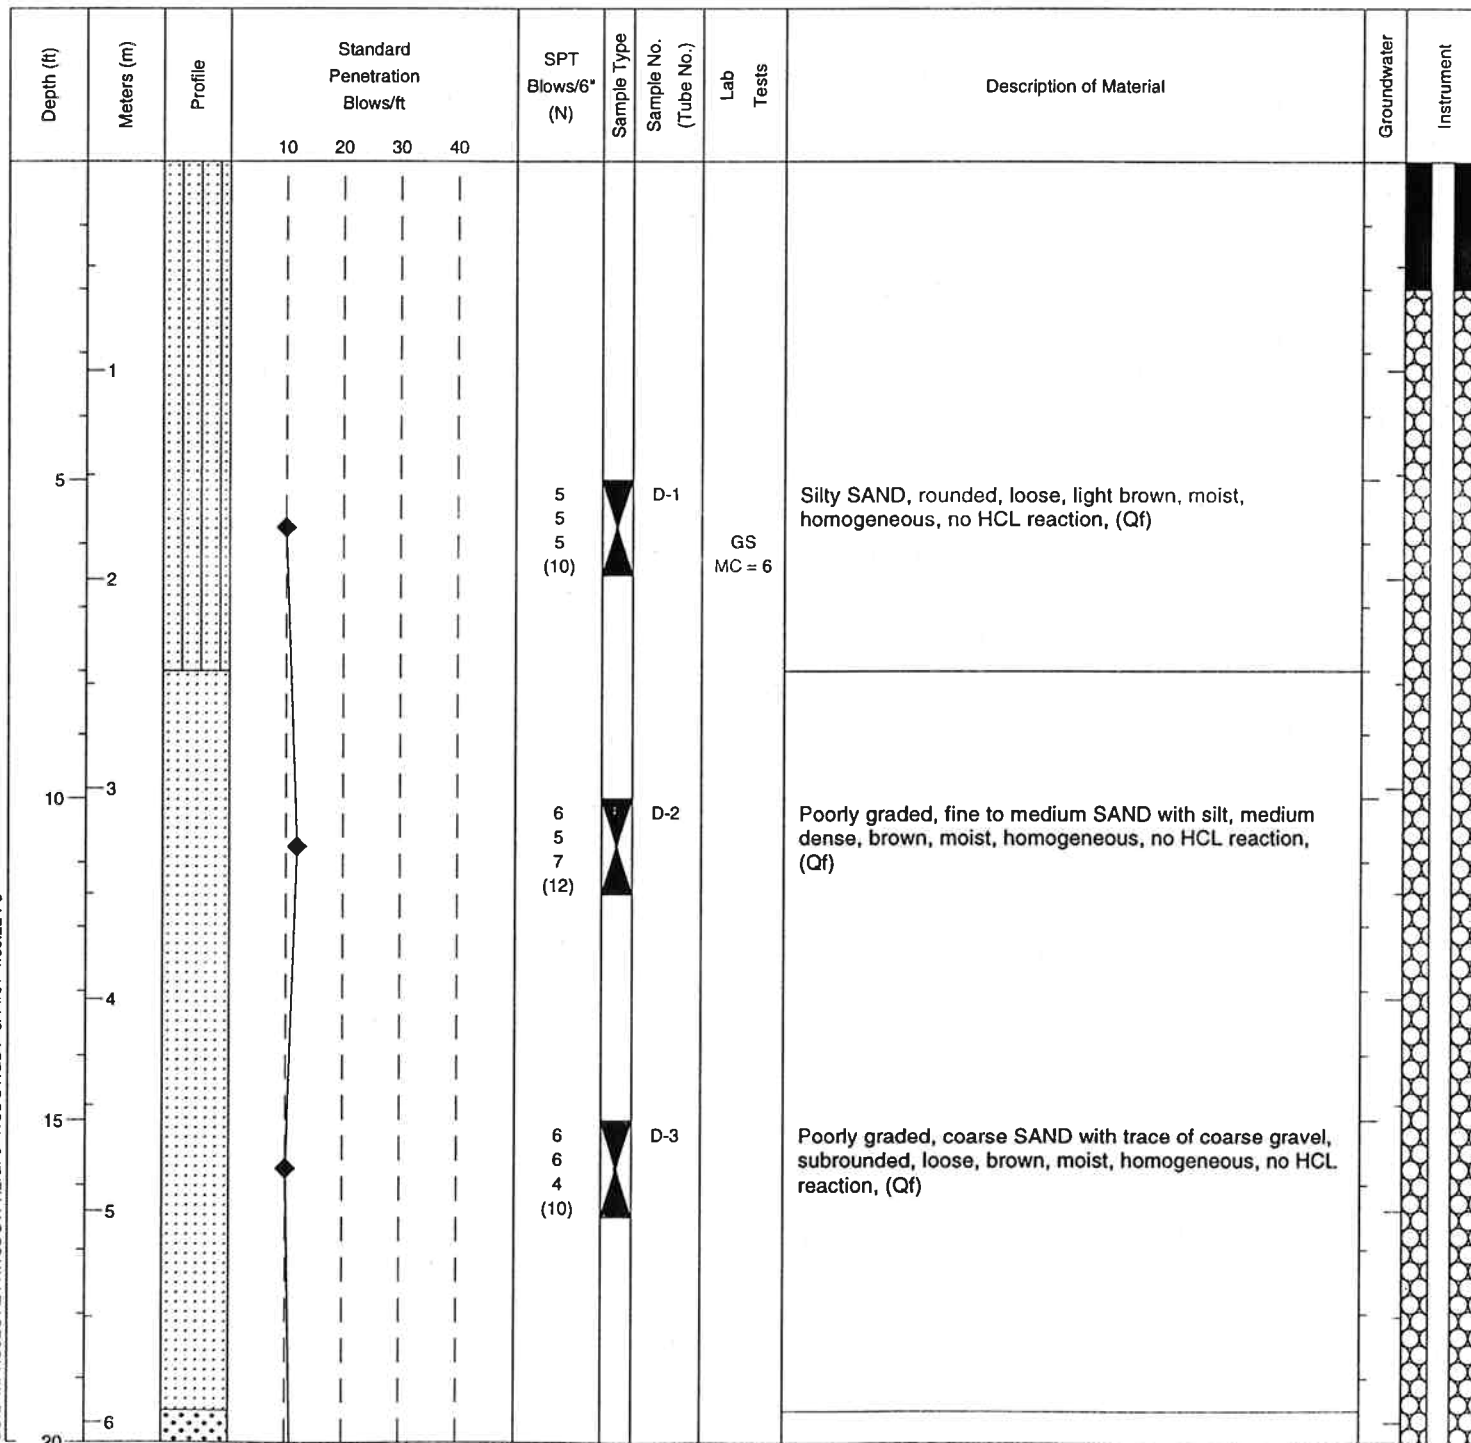 Depth (ft)
Meters (m)
Profile
Standard
Penetration
Blows/ft
10 20 30 40
SPT
Blows/6"
(N)
Sample Type
Sample No.
(Tube No.)
Lab
Tests
Description of Material
Groundwater
Instrument
1
5
5
5
5
(10)
D-1
GS
MC = 6
Silty SAND, rounded, loose, light brown, moist,
homogeneous, no HCL reaction, (Qf)
2
3
10
6
5
7
(12)
D-2
Poorly graded, fine to medium SAND with silt, medium
dense, brown, moist, homogeneous, no HCL reaction,
(Qf)
4
15
6
6
4
(10)
D-3
Poorly graded, coarse SAND with trace of coarse gravel,
subrounded, loose, brown, moist, homogeneous, no HCL
reaction, (Qf)
5
6
20